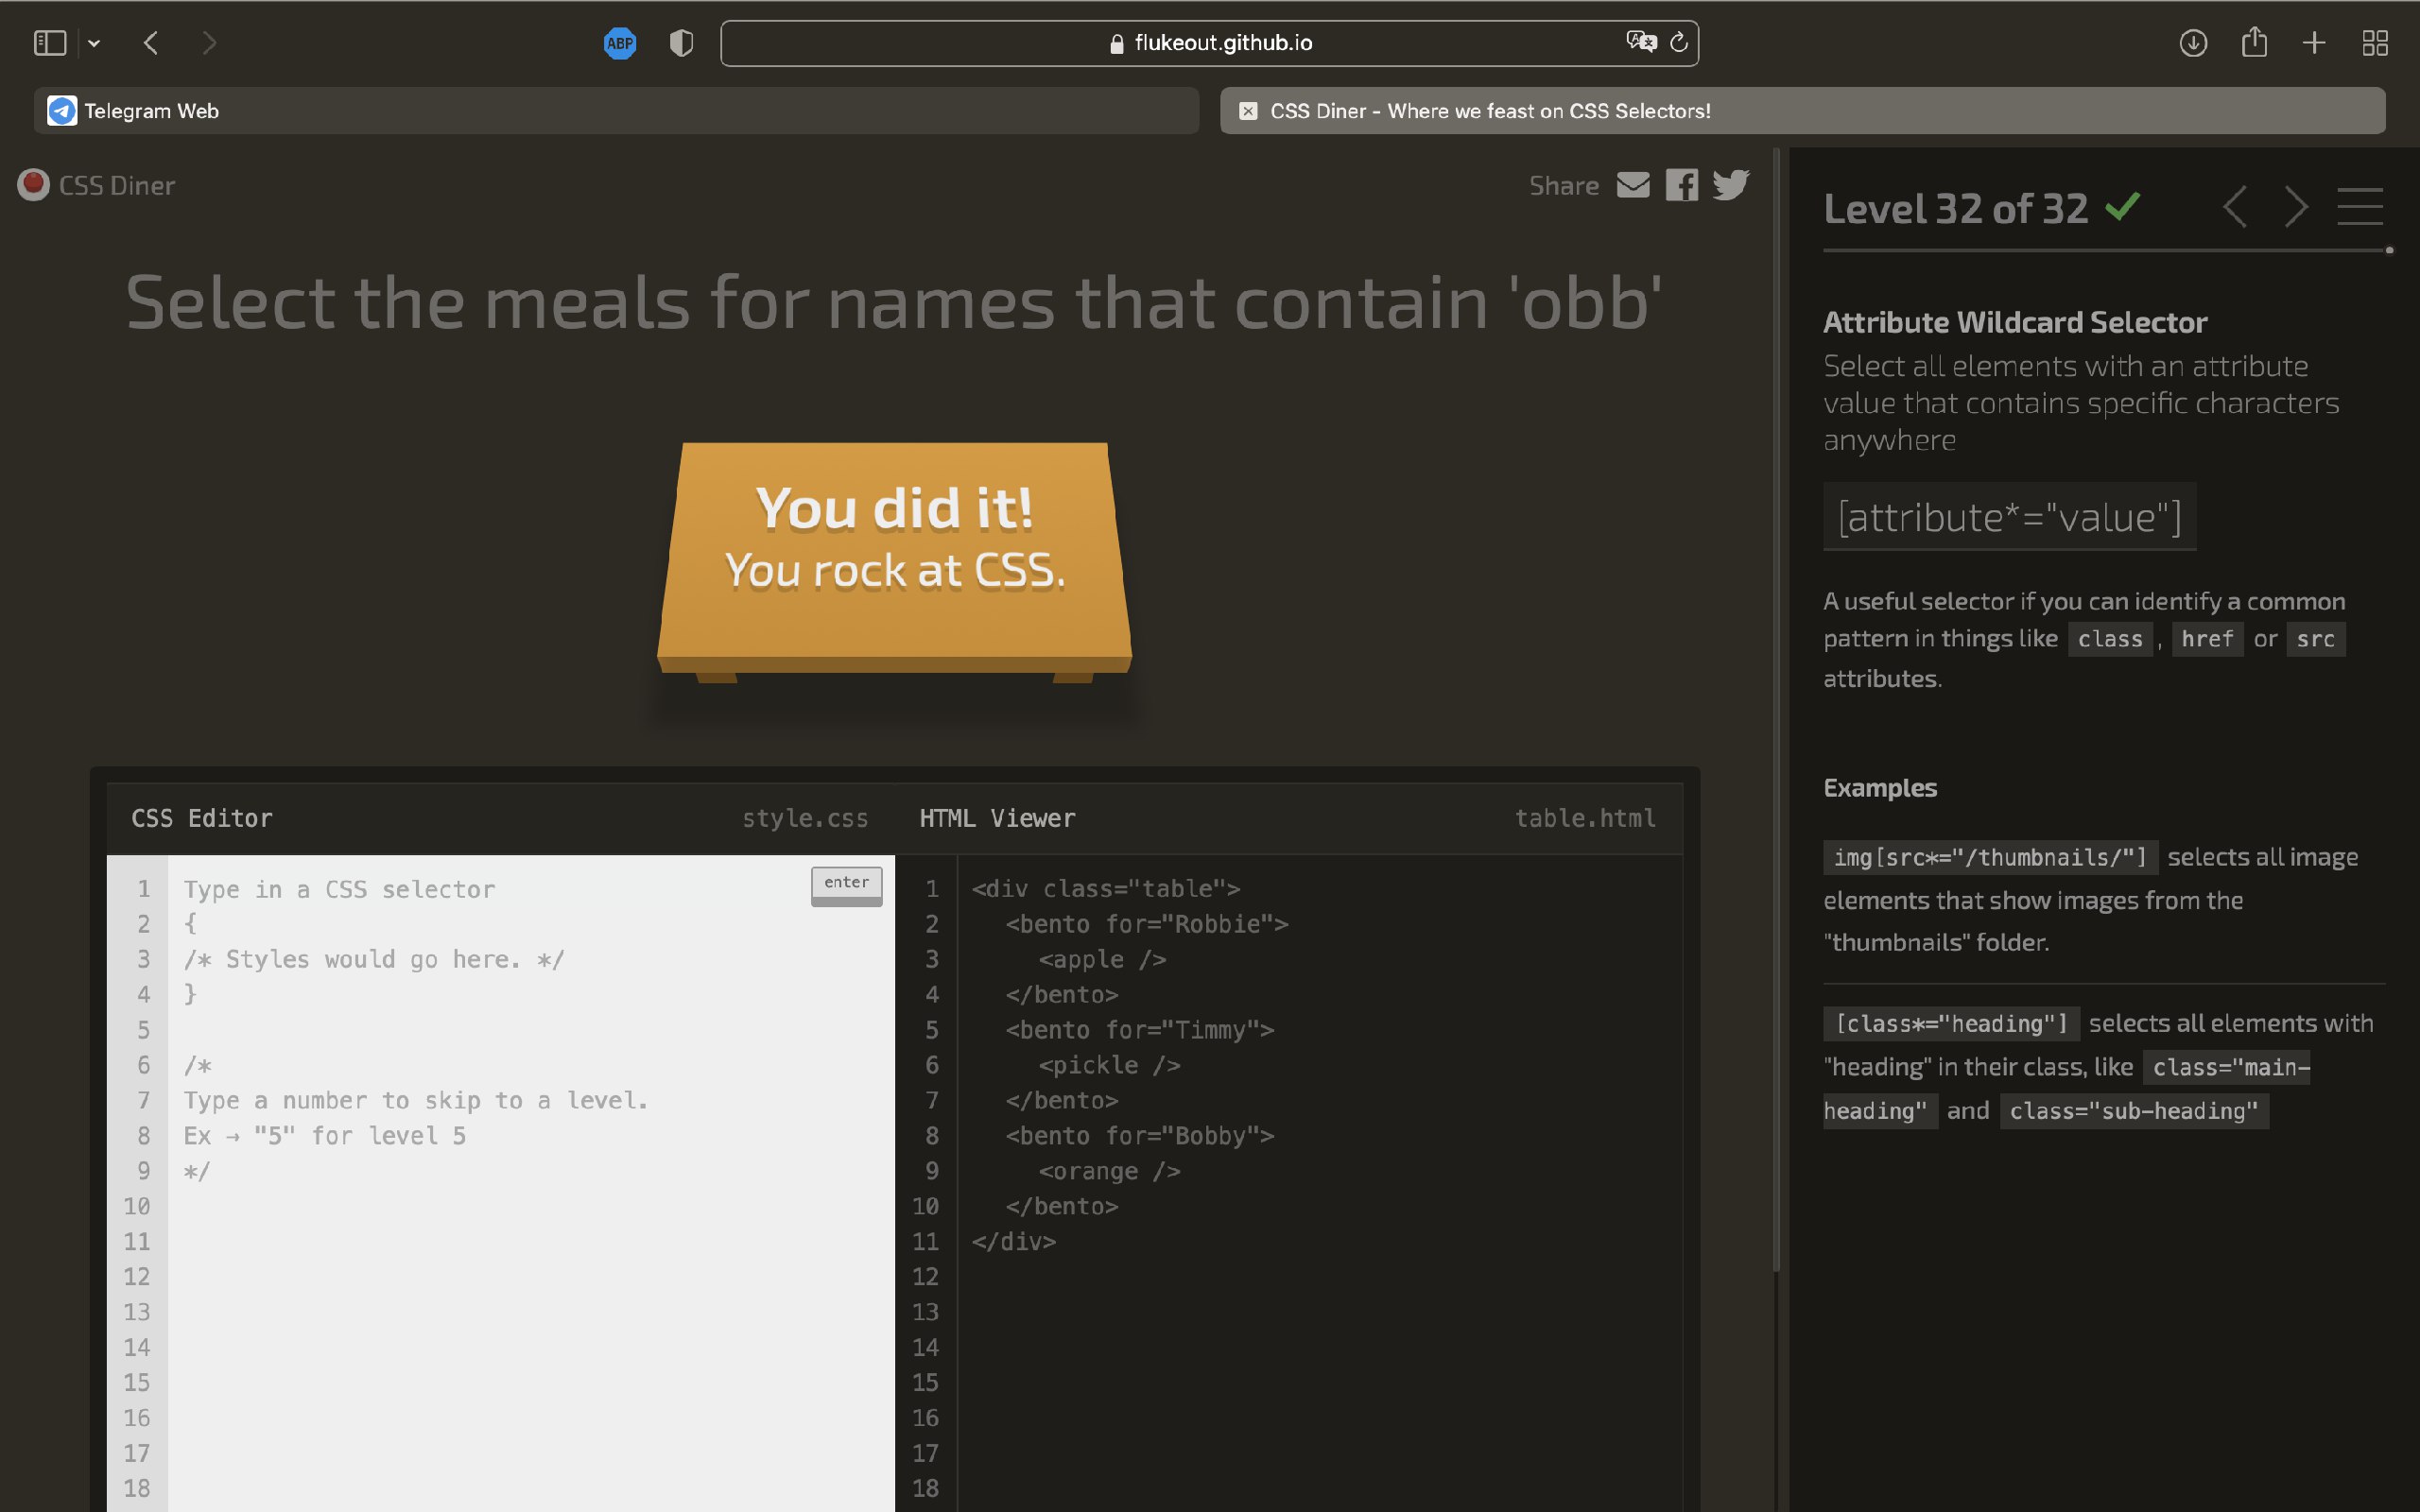 ABP
flukeout.github.io
Telegram Web
CSS Diner - Where we feast on CSS Selectors!
CSS Diner
Share
Select the meals for names that contain 'obb'
You did it!
You rock at CSS.
CSS Editor
style.css
1 Type in a CSS selector
enter
2 {
3 /* Styles would go here. */
4 }
5
6 /*
7 Type a number to skip to a level.
8 Ex → "5" for level 5
9 */
10
11
12
13
14
15
16
17
18
HTML Viewer
table.html
1 <div class="table">
2 <bento for="Robbie">
3 <apple />
4 </bento>
5 <bento for="Timmy">
6 <pickle />
7 </bento>
8 <bento for="Bobby">
9 <orange />
10 </bento>
11 </div>
12
13
14
15
16
17
18
Level 32 of 32
Attribute Wildcard Selector
Select all elements with an attribute
value that contains specific characters
anywhere
[attribute*="value"]
A useful selector if you can identify a common
pattern in things like class , href or src
attributes.
Examples
img[src*="/thumbnails/"] selects all image
elements that show images from the
"thumbnails" folder.
[class*="heading"] selects all elements with
"heading" in their class, like class="main-
heading" and class="sub-heading"